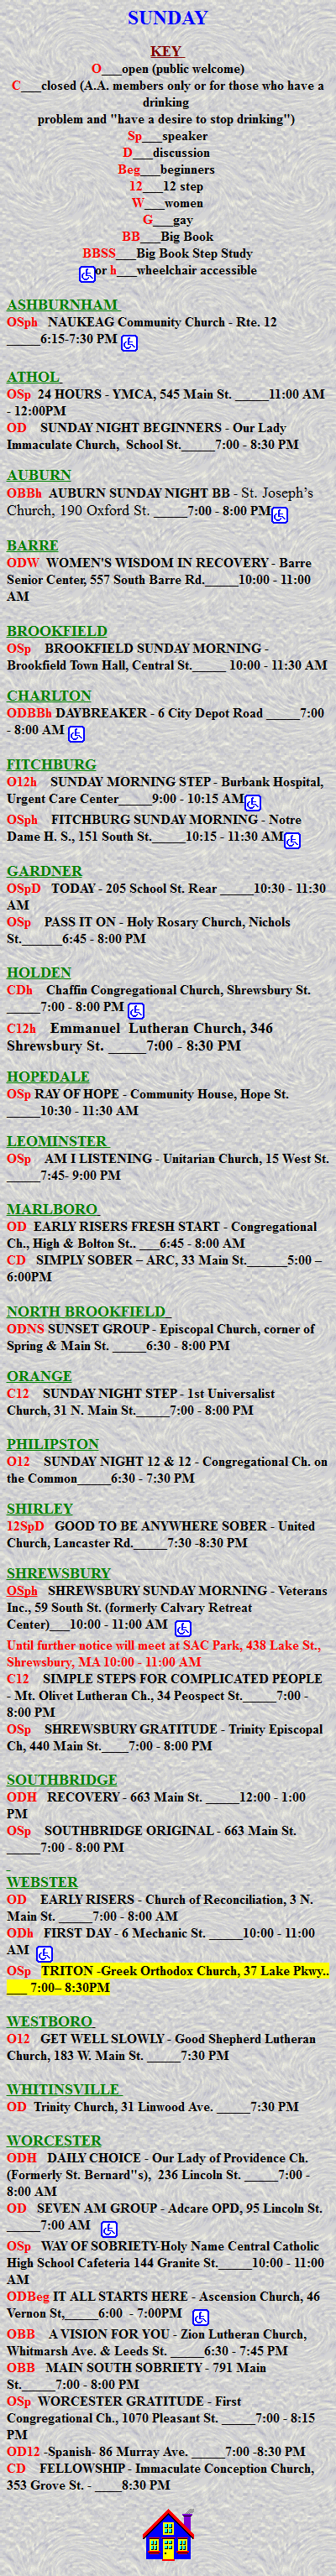 SUNDAY
KEY
O___open (public welcome)
C___closed (A.A. members only or for those who have a
drinking
problem and "have a desire to stop drinking")
Sp___speaker
D___discussion
Beg___beginners
12___12 step
W___women
G___gay
BB___Big Book
BBSS___Big Book Step Study
or h___wheelchair accessible
ASHBURNHAM
OSph NAUKEAG Community Church - Rte. 12
_____6:15-7:30 PM
ATHOL
OSp 24 HOURS - YMCA, 545 Main St. _____11:00 AM
- 12:00PM
OD SUNDAY NIGHT BEGINNERS - Our Lady
Immaculate Church, School St._____7:00 - 8:30 PM
AUBURN
OBBh AUBURN SUNDAY NIGHT BB - St. Joseph's
Church, 190 Oxford St. _____7:00 - 8:00 PM
BARRE
ODW WOMEN'S WISDOM IN RECOVERY - Barre
Senior Center, 557 South Barre Rd._____10:00 - 11:00
AM
BROOKFIELD
OSp BROOKFIELD SUNDAY MORNING -
Brookfield Town Hall, Central St._____ 10:00 - 11:30 AM
CHARLTON
ODBBh DAYBREAKER - 6 City Depot Road _____7:00
- 8:00 AM
FITCHBURG
O12h SUNDAY MORNING STEP - Burbank Hospital,
Urgent Care Center_____9:00 - 10:15 AM
OSph FITCHBURG SUNDAY MORNING - Notre
Dame H. S., 151 South St._____10:15 - 11:30 AM
GARDNER
OSpD TODAY - 205 School St. Rear _____10:30 - 11:30
AM
OSp PASS IT ON - Holy Rosary Church, Nichols
St.______6:45 - 8:00 PM
HOLDEN
CDh Chaffin Congregational Church, Shrewsbury St.
_____7:00 - 8:00 PM
C12h Emmanuel Lutheran Church, 346
Shrewsbury St. _____7:00 - 8:30 PM
HOPEDALE
OSp RAY OF HOPE - Community House, Hope St.
_____10:30 - 11:30 AM
LEOMINSTER
OSp AM I LISTENING - Unitarian Church, 15 West St.
_____7:45- 9:00 PM
MARLBORO
OD EARLY RISERS FRESH START - Congregational
Ch., High & Bolton St.. ___6:45 - 8:00 AM
CD SIMPLY SOBER – ARC, 33 Main St.______5:00 –
6:00PM
NORTH BROOKFIELD
ODNS SUNSET GROUP - Episcopal Church, corner of
Spring & Main St. _____6:30 - 8:00 PM
ORANGE
C12 SUNDAY NIGHT STEP - 1st Universalist
Church, 31 N. Main St._____7:00 - 8:00 PM
PHILIPSTON
O12 SUNDAY NIGHT 12 & 12 - Congregational Ch. on
the Common_____6:30 - 7:30 PM
SHIRLEY
12SpD GOOD TO BE ANYWHERE SOBER - United
Church, Lancaster Rd._____7:30 -8:30 PM
SHREWSBURY
OSph SHREWSBURY SUNDAY MORNING - Veterans
Inc., 59 South St. (formerly Calvary Retreat
Center)___10:00 - 11:00 AM
Until further notice will meet at SAC Park, 438 Lake St.,
Shrewsbury, MA 10:00 - 11:00 AM
C12 SIMPLE STEPS FOR COMPLICATED PEOPLE
- Mt. Olivet Lutheran Ch., 34 Peospect St._____7:00 -
8:00 PM
OSp SHREWSBURY GRATITUDE - Trinity Episcopal
Ch, 440 Main St.____7:00 - 8:00 PM
SOUTHBRIDGE
ODH RECOVERY - 663 Main St. _____12:00 - 1:00
PM
OSp SOUTHBRIDGE ORIGINAL - 663 Main St.
_____7:00 - 8:00 PM
WEBSTER
OD EARLY RISERS - Church of Reconciliation, 3 N.
Main St. _____7:00 - 8:00 AM
ODh FIRST DAY - 6 Mechanic St. _____10:00 - 11:00
AM
OSp TRITON -Greek Orthodox Church, 37 Lake Pkwy..
___ 7:00– 8:30PM
WESTBORO
O12 GET WELL SLOWLY - Good Shepherd Lutheran
Church, 183 W. Main St. _____7:30 PM
WHITINSVILLE
OD Trinity Church, 31 Linwood Ave. _____7:30 PM
WORCESTER
ODH DAILY CHOICE - Our Lady of Providence Ch.
(Formerly St. Bernard"s), 236 Lincoln St. _____7:00 -
8:00 AM
OD SEVEN AM GROUP - Adcare OPD, 95 Lincoln St.
_____7:00 AM
OSp WAY OF SOBRIETY-Holy Name Central Catholic
High School Cafeteria 144 Granite St._____10:00 - 11:00
AM
ODBeg IT ALL STARTS HERE - Ascension Church, 46
Vernon St,_____6:00 - 7:00PM
OBB A VISION FOR YOU - Zion Lutheran Church,
Whitmarsh Ave. & Leeds St. _____6:30 - 7:45 PM
OBB MAIN SOUTH SOBRIETY - 791 Main
St._____7:00 - 8:00 PM
OSp WORCESTER GRATITUDE - First
Congregational Ch., 1070 Pleasant St. _____7:00 - 8:15
PM
OD12 -Spanish- 86 Murray Ave. _____7:00 -8:30 PM
CD FELLOWSHIP - Immaculate Conception Church,
353 Grove St. - ____8:30 PM